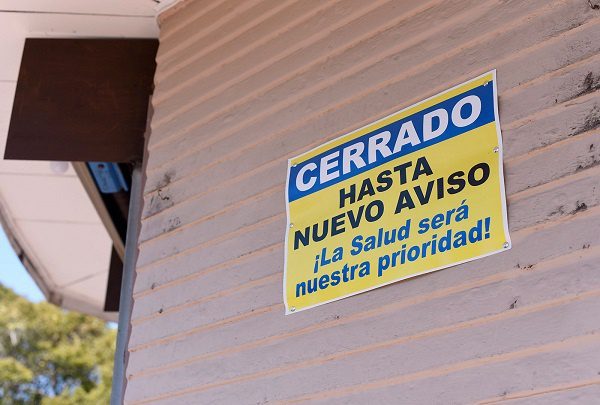 CERRADO
HASTA
NUEVO AVISO
¡La Salud será
nuestra prioridad!